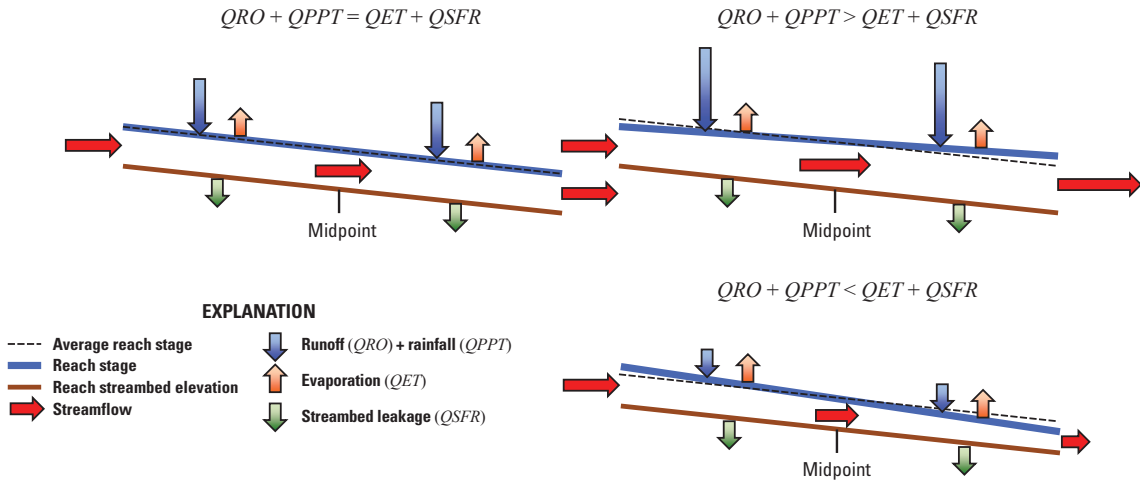 QRO + QPPT = QET + QSFR
Midpoint
QRO + QPPT > QET + QSFR
Midpoint
QRO + QPPT < QET + QSFR
Midpoint
EXPLANATION
Average reach stage
Reach stage
Reach streambed elevation
Streamflow
Runoff (QRO) + rainfall (QPPT)
Evaporation (QET)
Streambed leakage (QSFR)